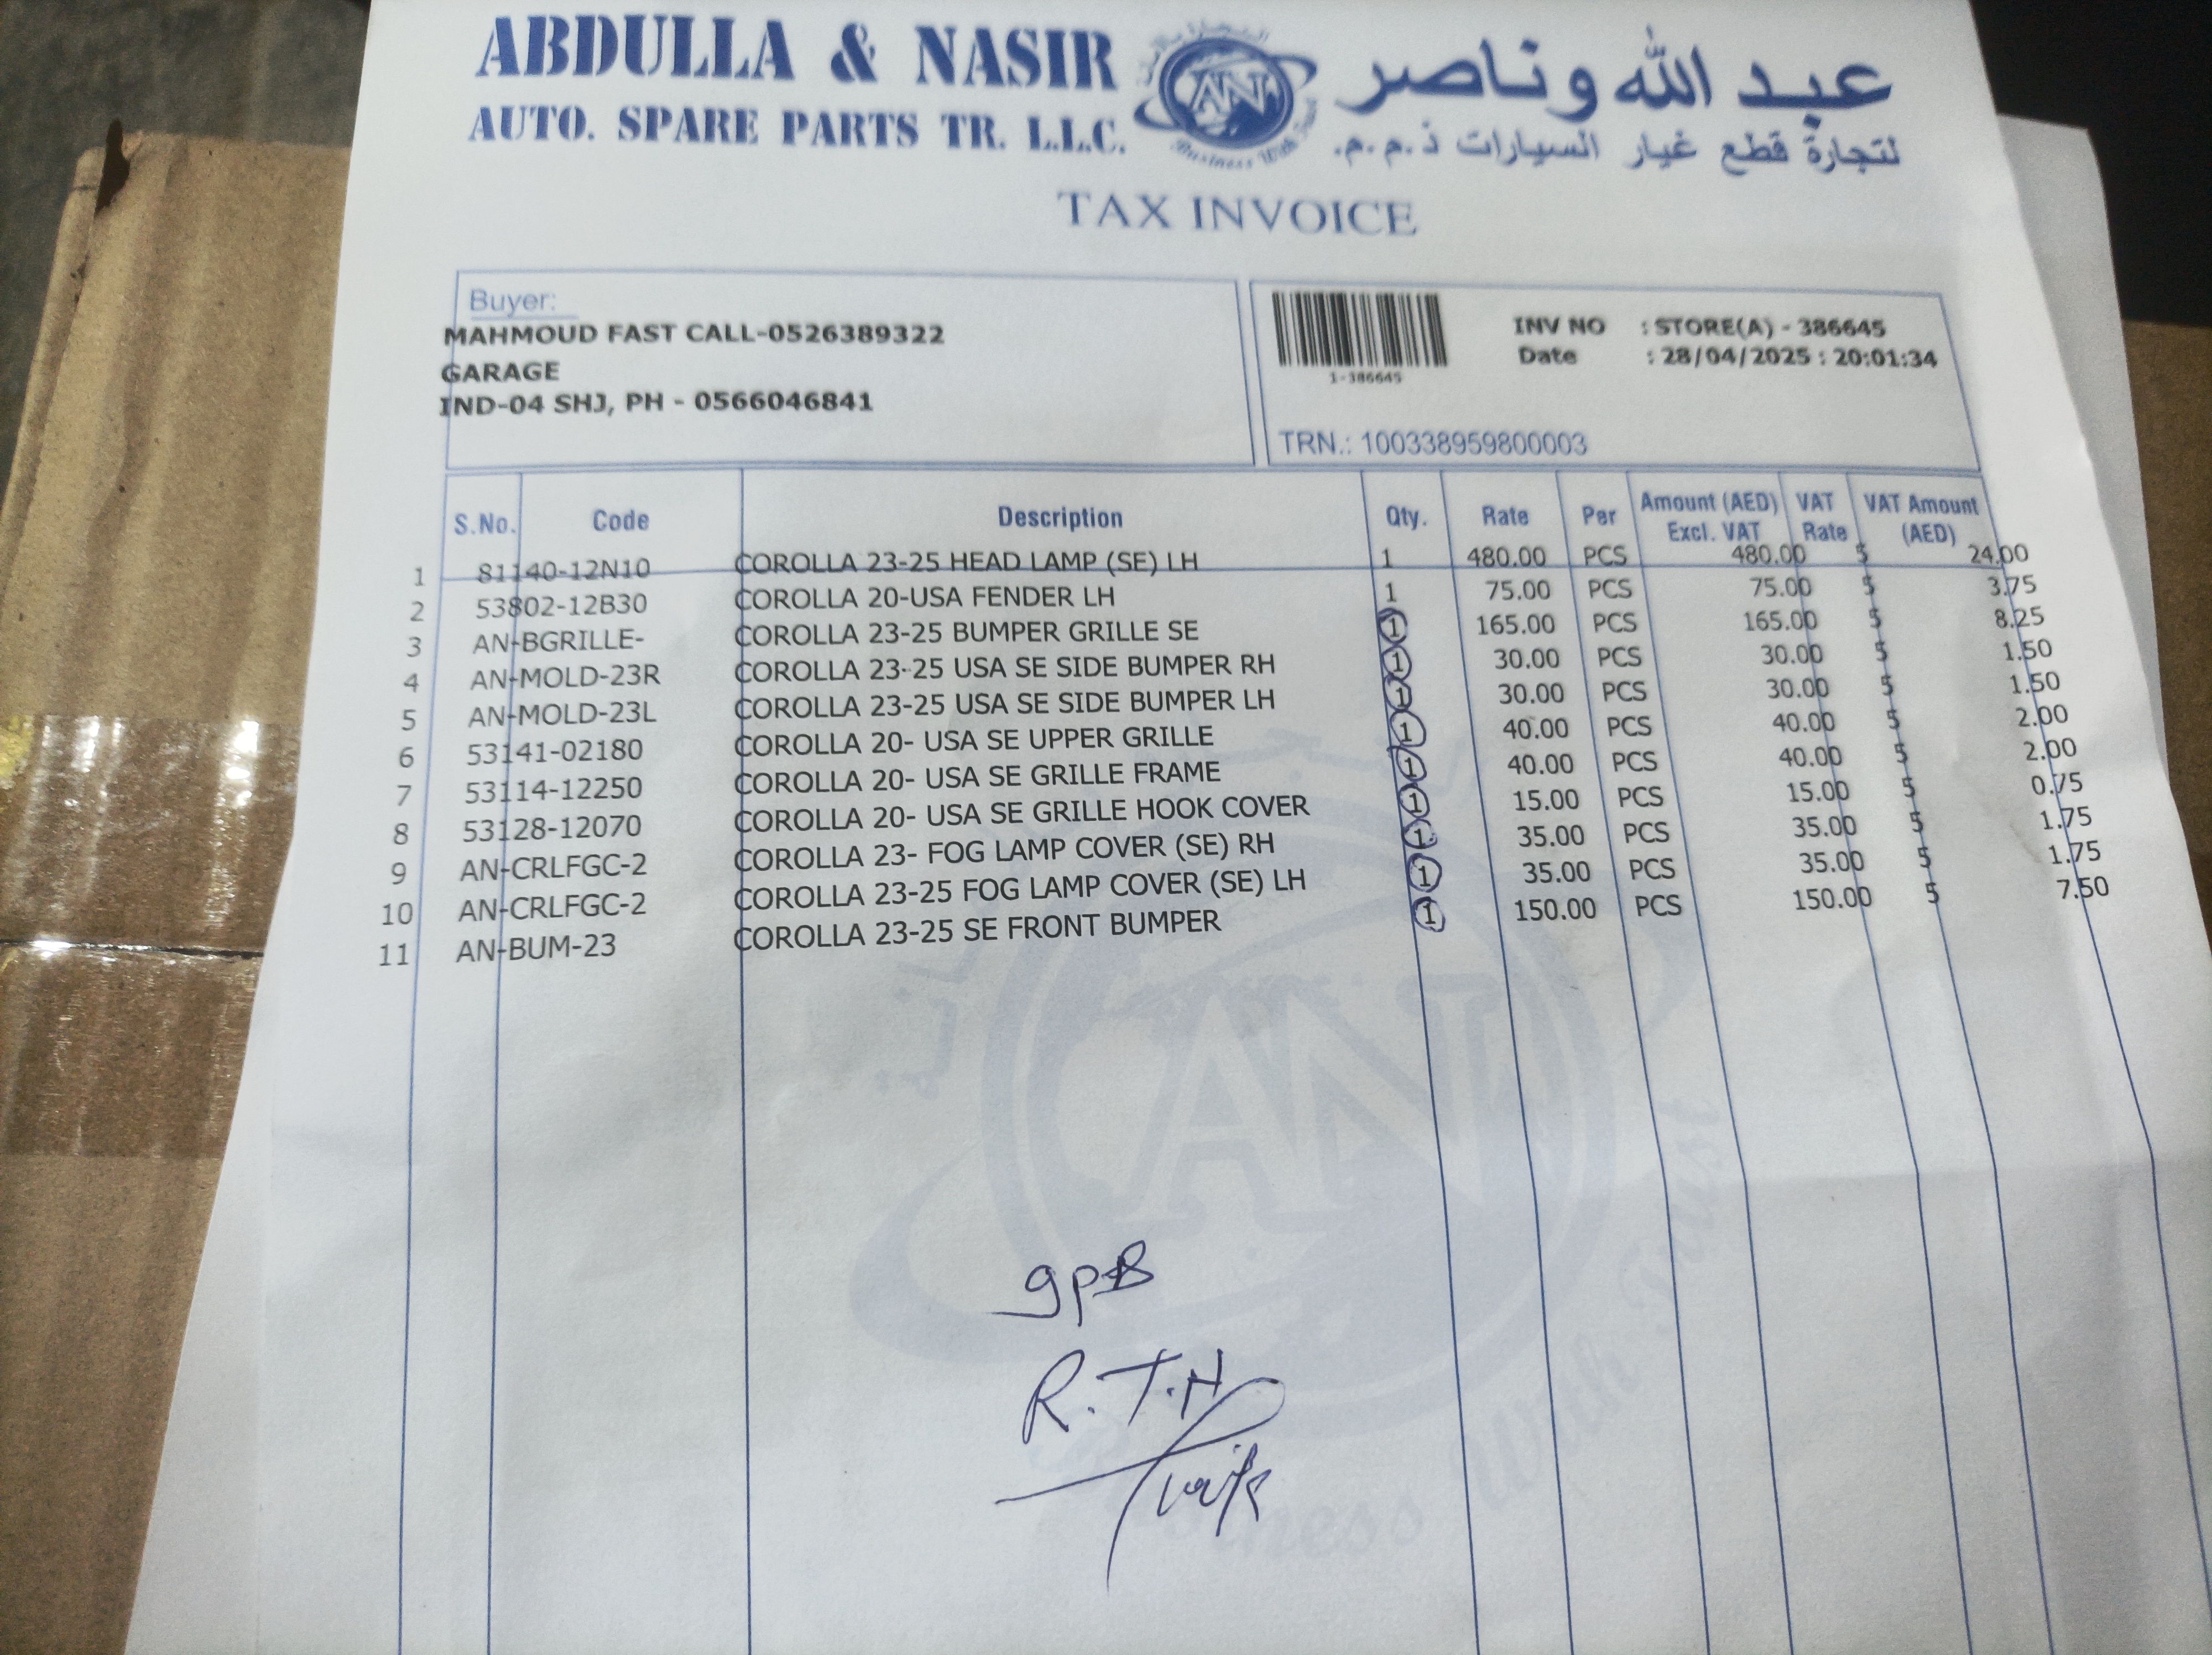 ABDULLA & NASIR
AUTO. SPARE PARTS TR. L.L.C.
AN
Business With Trust
عبد الله وناصر
لتجارة قطع غيار السيارات ذ.م.م.
TAX INVOICE
Buyer:
MAHMOUD FAST CALL-0526389322
GARAGE
IND-04 SHJ, PH - 0566046841
1-386645
INV NO : STORE(A) - 386645
Date : 28/04/2025 : 20:01:34
TRN.: 100338959800003
S.No. Code Description Qty. Rate Per Amount (AED) Excl. VAT VAT Rate VAT Amount (AED)
1 81140-12N10 COROLLA 23-25 HEAD LAMP (SE) LH 1 480.00 PCS 480.00 5 24.00
2 53802-12B30 COROLLA 20-USA FENDER LH 1 75.00 PCS 75.00 5 3.75
3 AN-BGRILLE- COROLLA 23-25 BUMPER GRILLE SE 1 165.00 PCS 165.00 5 8.25
4 AN-MOLD-23R COROLLA 23-25 USA SE SIDE BUMPER RH 1 30.00 PCS 30.00 5 1.50
5 AN-MOLD-23L COROLLA 23-25 USA SE SIDE BUMPER LH 1 30.00 PCS 30.00 5 1.50
6 53141-02180 COROLLA 20- USA SE UPPER GRILLE 1 40.00 PCS 40.00 5 2.00
7 53114-12250 COROLLA 20- USA SE GRILLE FRAME 1 40.00 PCS 40.00 5 2.00
8 53128-12070 COROLLA 20- USA SE GRILLE HOOK COVER 1 15.00 PCS 15.00 5 0.75
9 AN-CRLFGC-2 COROLLA 23- FOG LAMP COVER (SE) RH 1 35.00 PCS 35.00 5 1.75
10 AN-CRLFGC-2 COROLLA 23-25 FOG LAMP COVER (SE) LH 1 35.00 PCS 35.00 5 1.75
11 AN-BUM-23 COROLLA 23-25 SE FRONT BUMPER 1 150.00 PCS 150.00 5 7.50
AN
9PB
R.T.H